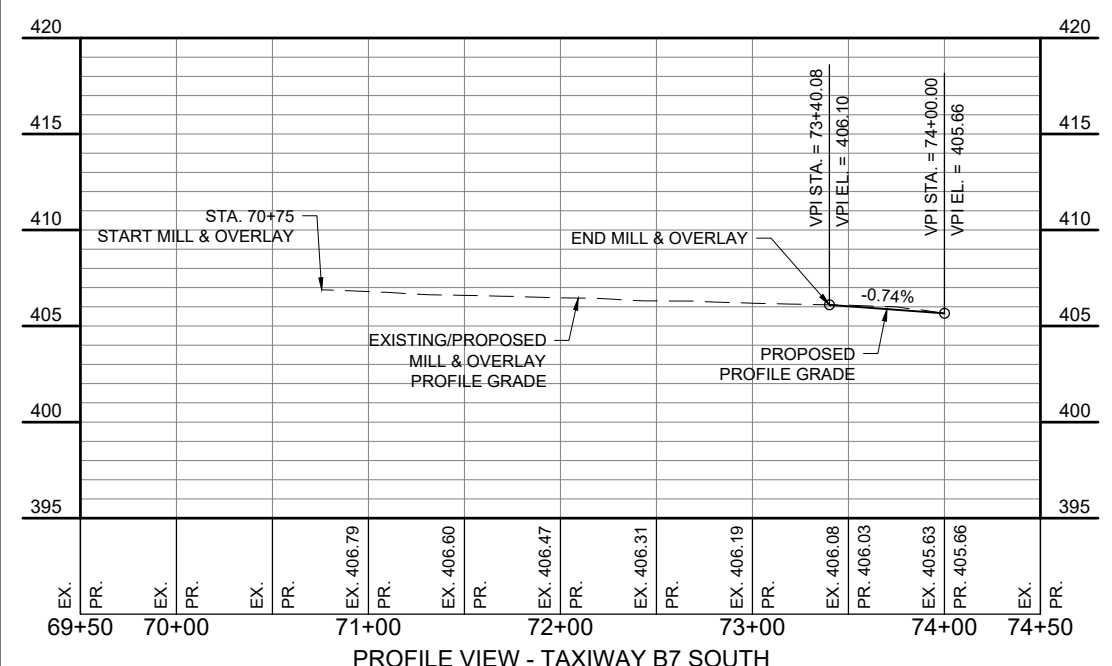 420
420
415
415
410
410
405
405
400
400
395
395
VPI STA. = 73+40.08
VPI EL. = 406.10
VPI STA. = 74+00.00
VPI EL. = 405.66
STA. 70+75
START MILL & OVERLAY
END MILL & OVERLAY
-0.74%
EXISTING/PROPOSED
MILL & OVERLAY
PROFILE GRADE
PROPOSED
PROFILE GRADE
EX.
PR.
EX.
PR.
EX.
PR.
EX. 406.79
PR.
EX. 406.60
PR.
EX. 406.47
PR.
EX. 406.31
PR.
EX. 406.19
PR.
EX. 406.08
PR. 406.03
EX. 405.63
PR. 405.66
EX.
PR.
69+50
70+00
71+00
72+00
73+00
74+00
74+50
PROFILE VIEW - TAXIWAY B7 SOUTH